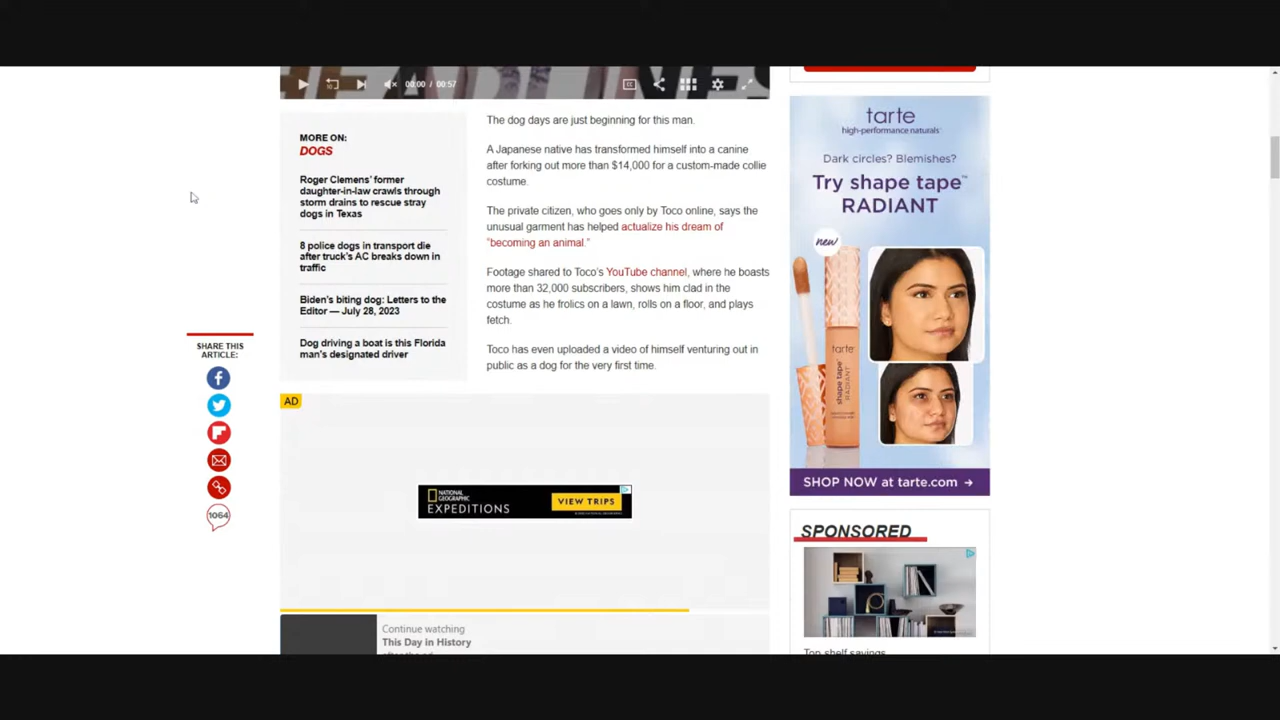 HEADLINES
00:00 / 00:57
CC
10
MORE ON:
DOGS
Roger Clemens' former
daughter-in-law crawls through
storm drains to rescue stray
dogs in Texas
8 police dogs in transport die
after truck's AC breaks down in
traffic
Biden's biting dog: Letters to the
Editor — July 28, 2023
Dog driving a boat is this Florida
man's designated driver
The dog days are just beginning for this man.
A Japanese native has transformed himself into a canine
after forking out more than $14,000 for a custom-made collie
costume.
The private citizen, who goes only by Toco online, says the
unusual garment has helped actualize his dream of
“becoming an animal.”
Footage shared to Toco's YouTube channel, where he boasts
more than 32,000 subscribers, shows him clad in the
costume as he frolics on a lawn, rolls on a floor, and plays
fetch.
Toco has even uploaded a video of himself venturing out in
public as a dog for the very first time.
SHARE THIS
ARTICLE:
1064
AD
NATIONAL
GEOGRAPHIC
EXPEDITIONS
VIEW TRIPS
Continue watching
This Day in History
after the ad
tarte
high-performance naturals
Dark circles? Blemishes?
Try shape tape™
RADIANT
new
tarte
shape tape
RADIANT
SHOP NOW at tarte.com →
SPONSORED
Top shelf savings